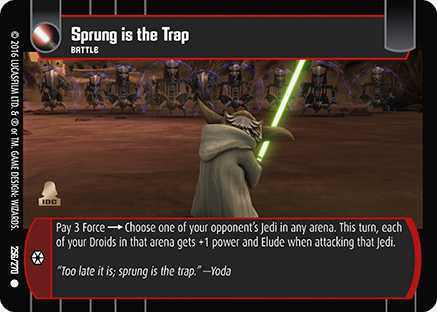 Sprung is the Trap
BATTLE
© 2016 LUCASFILM LTD. & ® or TM. GAME DESIGN: WIZARDS.
IDC
Pay 3 Force → Choose one of your opponent's Jedi in any arena. This turn, each
of your Droids in that arena gets +1 power and Elude when attacking that Jedi.
"Too late it is; sprung is the trap." —Yoda
256/270